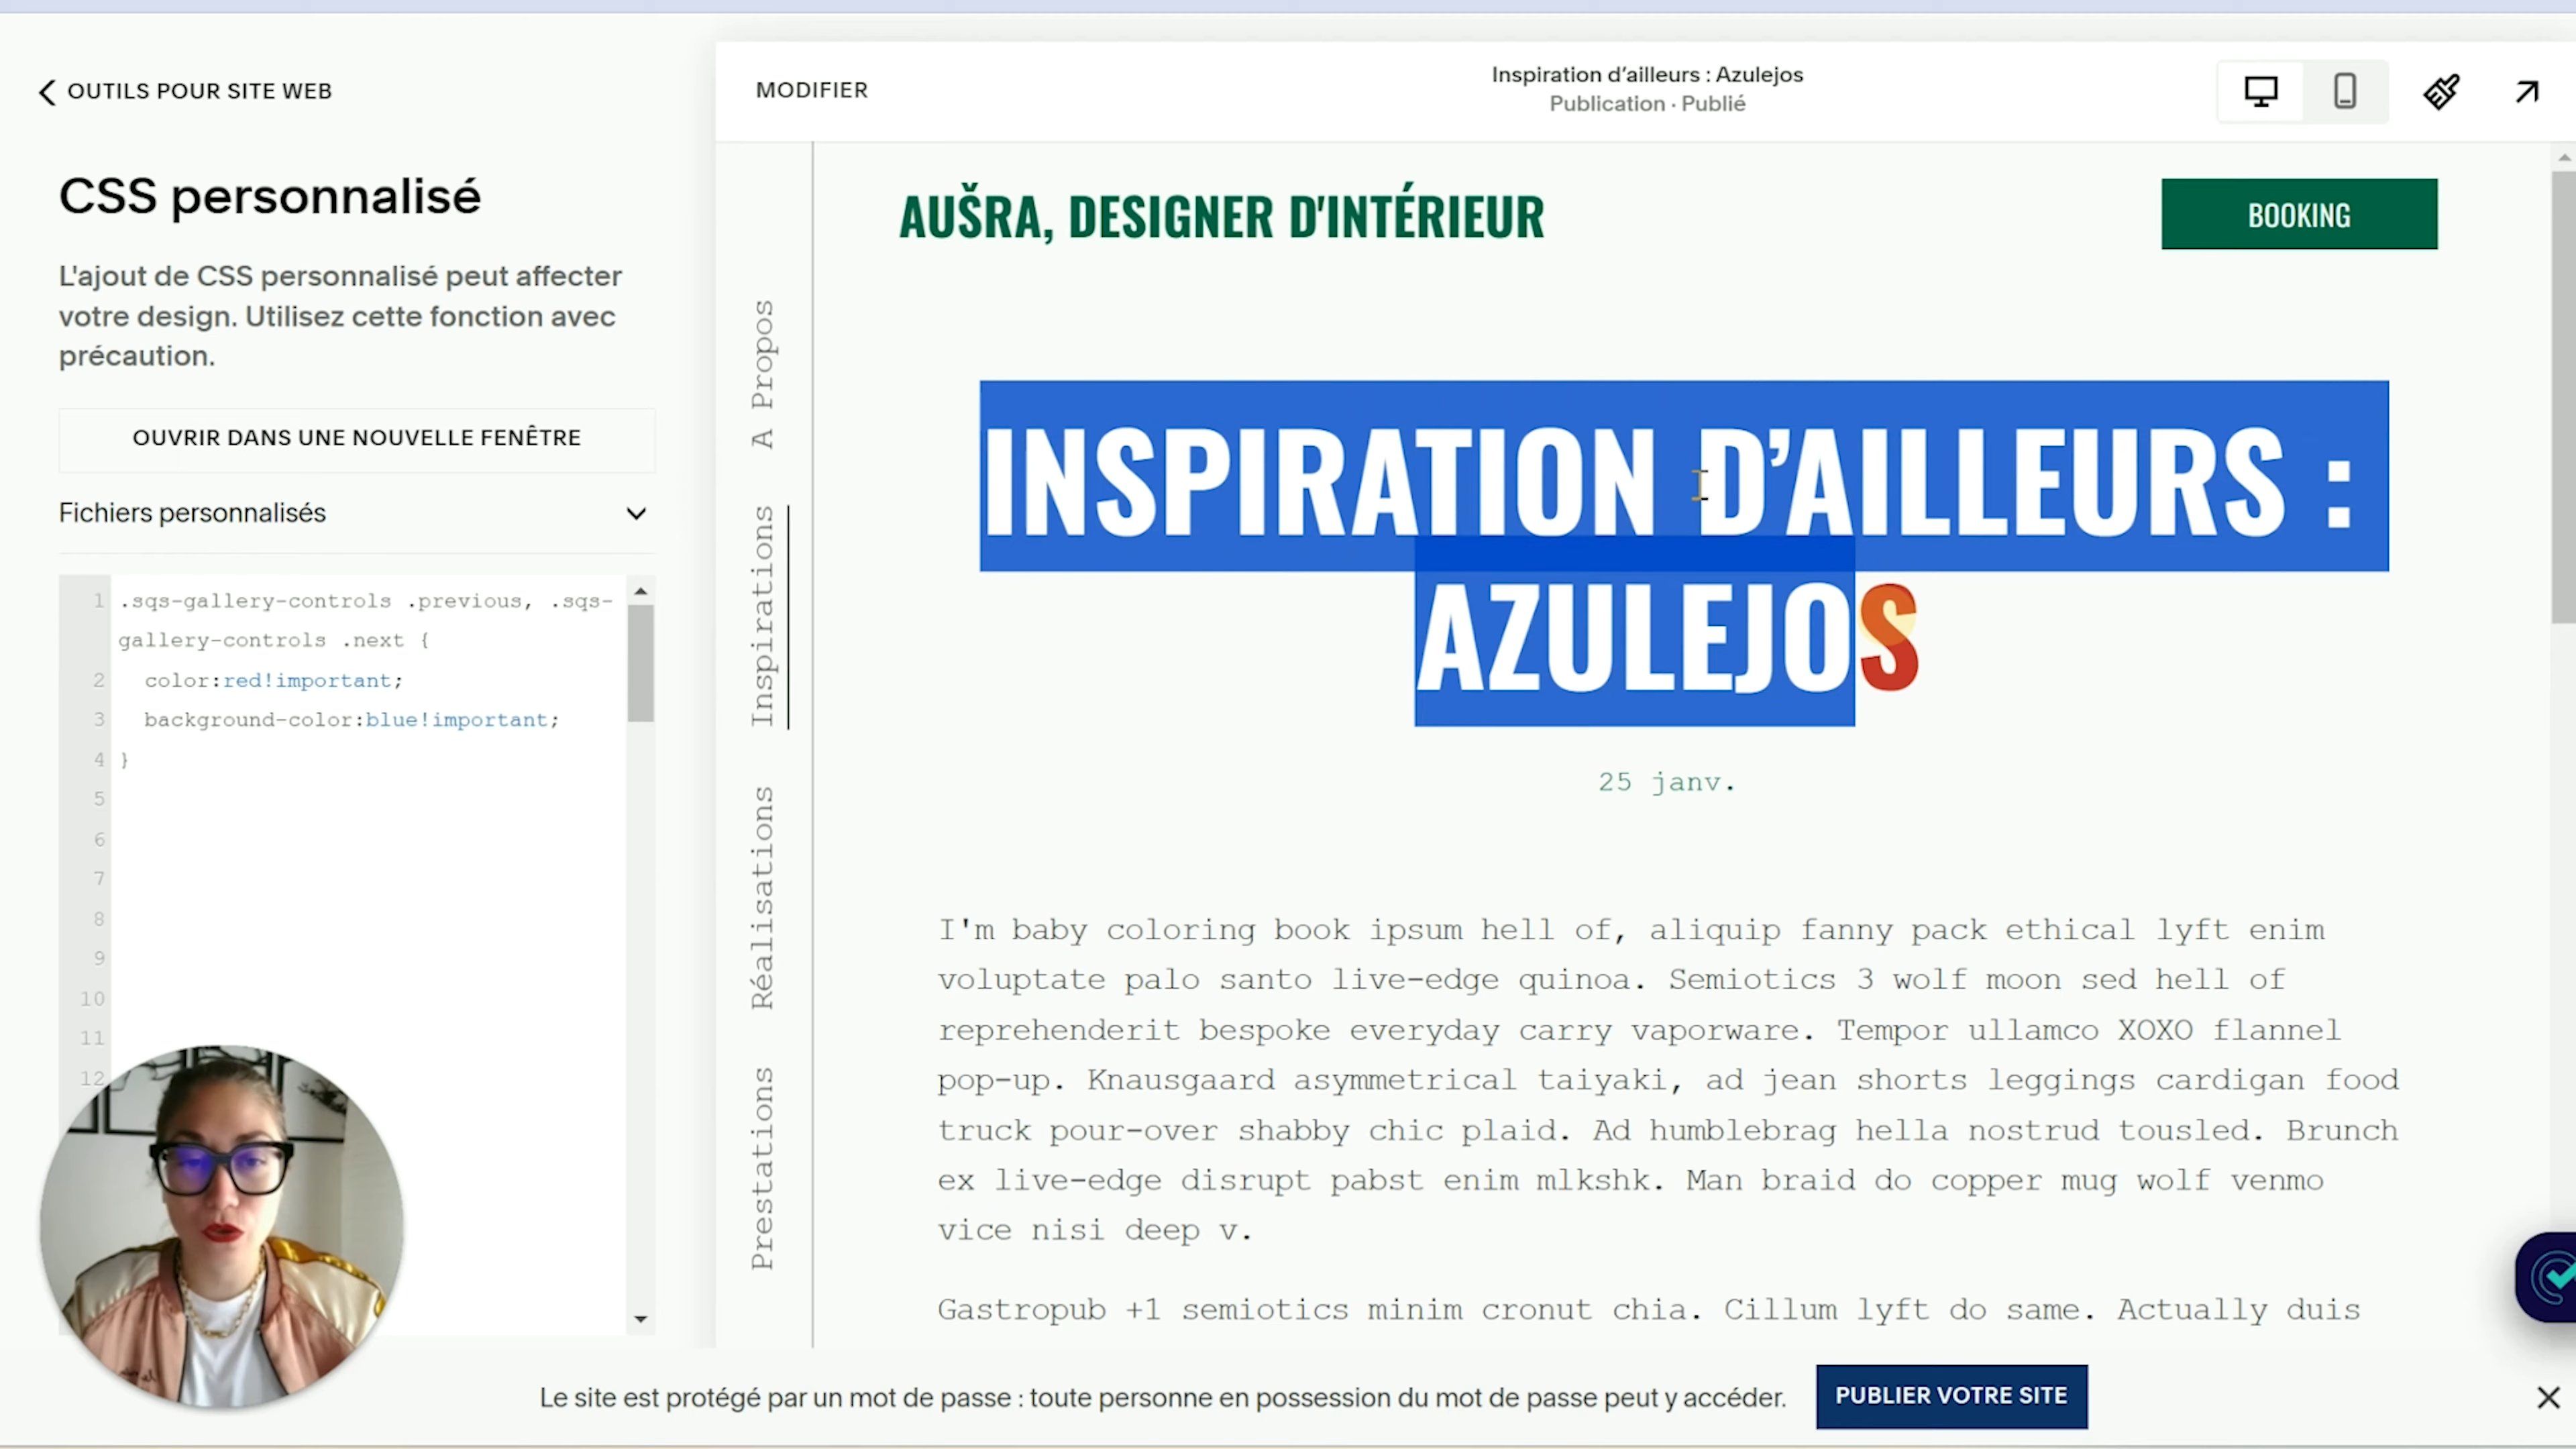 OUTILS POUR SITE WEB
CSS personnalisé
L'ajout de CSS personnalisé peut affecter
votre design. Utilisez cette fonction avec
précaution.
OUVRIR DANS UNE NOUVELLE FENÊTRE
Fichiers personnalisés
1 .sqs-gallery-controls .previous, .sqs-
gallery-controls .next {
2 color:red!important;
3 background-color:blue!important;
4 }
5
6
7
8
9
10
11
12
MODIFIER
Inspiration d’ailleurs : Azulejos
Publication · Publié
AUŠRA, DESIGNER D'INTÉRIEUR
BOOKING
A Propos
Inspirations
Réalisations
Prestations
INSPIRATION D’AILLEURS :
AZULEJOS
25 janv.
I'm baby coloring book ipsum hell of, aliquip fanny pack ethical lyft enim
voluptate palo santo live-edge quinoa. Semiotics 3 wolf moon sed hell of
reprehenderit bespoke everyday carry vaporware. Tempor ullamco XOXO flannel
pop-up. Knausgaard asymmetrical taiyaki, ad jean shorts leggings cardigan food
truck pour-over shabby chic plaid. Ad humblebrag hella nostrud tousled. Brunch
ex live-edge disrupt pabst enim mlkshk. Man braid do copper mug wolf venmo
vice nisi deep v.
Gastropub +1 semiotics minim cronut chia. Cillum lyft do same. Actually duis
Le site est protégé par un mot de passe : toute personne en possession du mot de passe peut y accéder.
PUBLIER VOTRE SITE